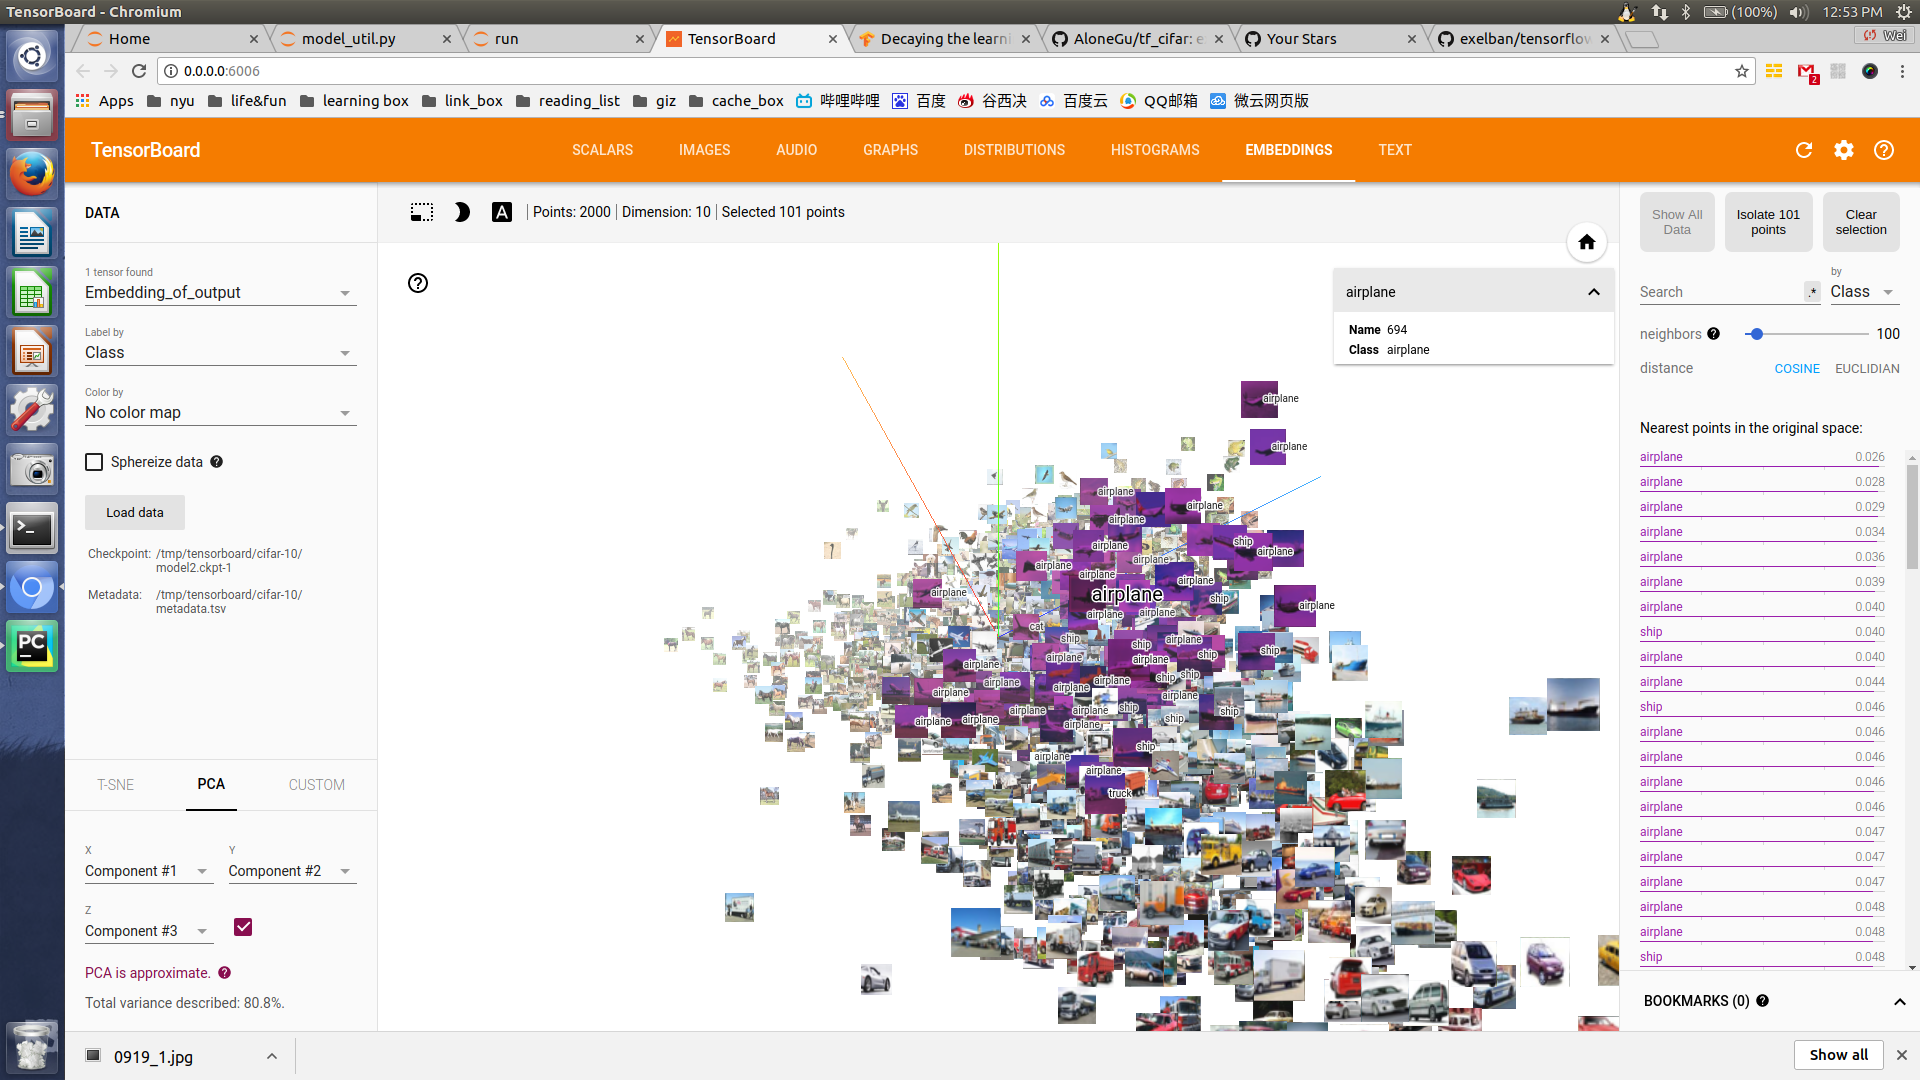 TensorBoard - Chromium
(100%) 12:53 PM
Home
model_util.py
run
TensorBoard
Decaying the learni
AloneGu/tf_cifar: e
Your Stars
exelban/tensorflow
Wei
0.0.0.0:6006
2
Apps nyu life&fun learning box link_box reading_list giz cache_box 哔哩哔哩 百度 谷西决 百度云 QQ邮箱 微云网页版
TensorBoard
SCALARS IMAGES AUDIO GRAPHS DISTRIBUTIONS HISTOGRAMS EMBEDDINGS TEXT
DATA
1 tensor found
Embedding_of_output
Label by
Class
Color by
No color map
Sphereize data
Load data
Checkpoint: /tmp/tensorboard/cifar-10/
model2.ckpt-1
Metadata: /tmp/tensorboard/cifar-10/
metadata.tsv
T-SNE PCA CUSTOM
X Y
Component #1 Component #2
Z
Component #3
PCA is approximate.
Total variance described: 80.8%.
A Points: 2000 Dimension: 10 Selected 101 points
airplane
Name 694
Class airplane
airplane
airplane
airplane
airplane
airplane
ship
airplane
airplane
airplane
airplane
airplane
airplane
airplane
airplane
ship
airplane
airplane
airplane
airplane
cat
ship
airplane
ship
ship
ship
airplane
airplane
airplane
ship
ship
airplane
airplane
airplane
airplane
airplane
airplane
airplane
ship
ship
airplane
airplane
airplane
ship
ship
airplane
airplane
truck
Show All
Data
Isolate 101
points
Clear
selection
by
Search .* Class
neighbors 100
distance COSINE EUCLIDIAN
Nearest points in the original space:
airplane 0.026
airplane 0.028
airplane 0.029
airplane 0.034
airplane 0.036
airplane 0.039
airplane 0.040
ship 0.040
airplane 0.040
airplane 0.044
ship 0.046
airplane 0.046
airplane 0.046
airplane 0.046
airplane 0.046
airplane 0.047
airplane 0.047
airplane 0.047
airplane 0.048
airplane 0.048
ship 0.048
BOOKMARKS (0)
0919_1.jpg
Show all